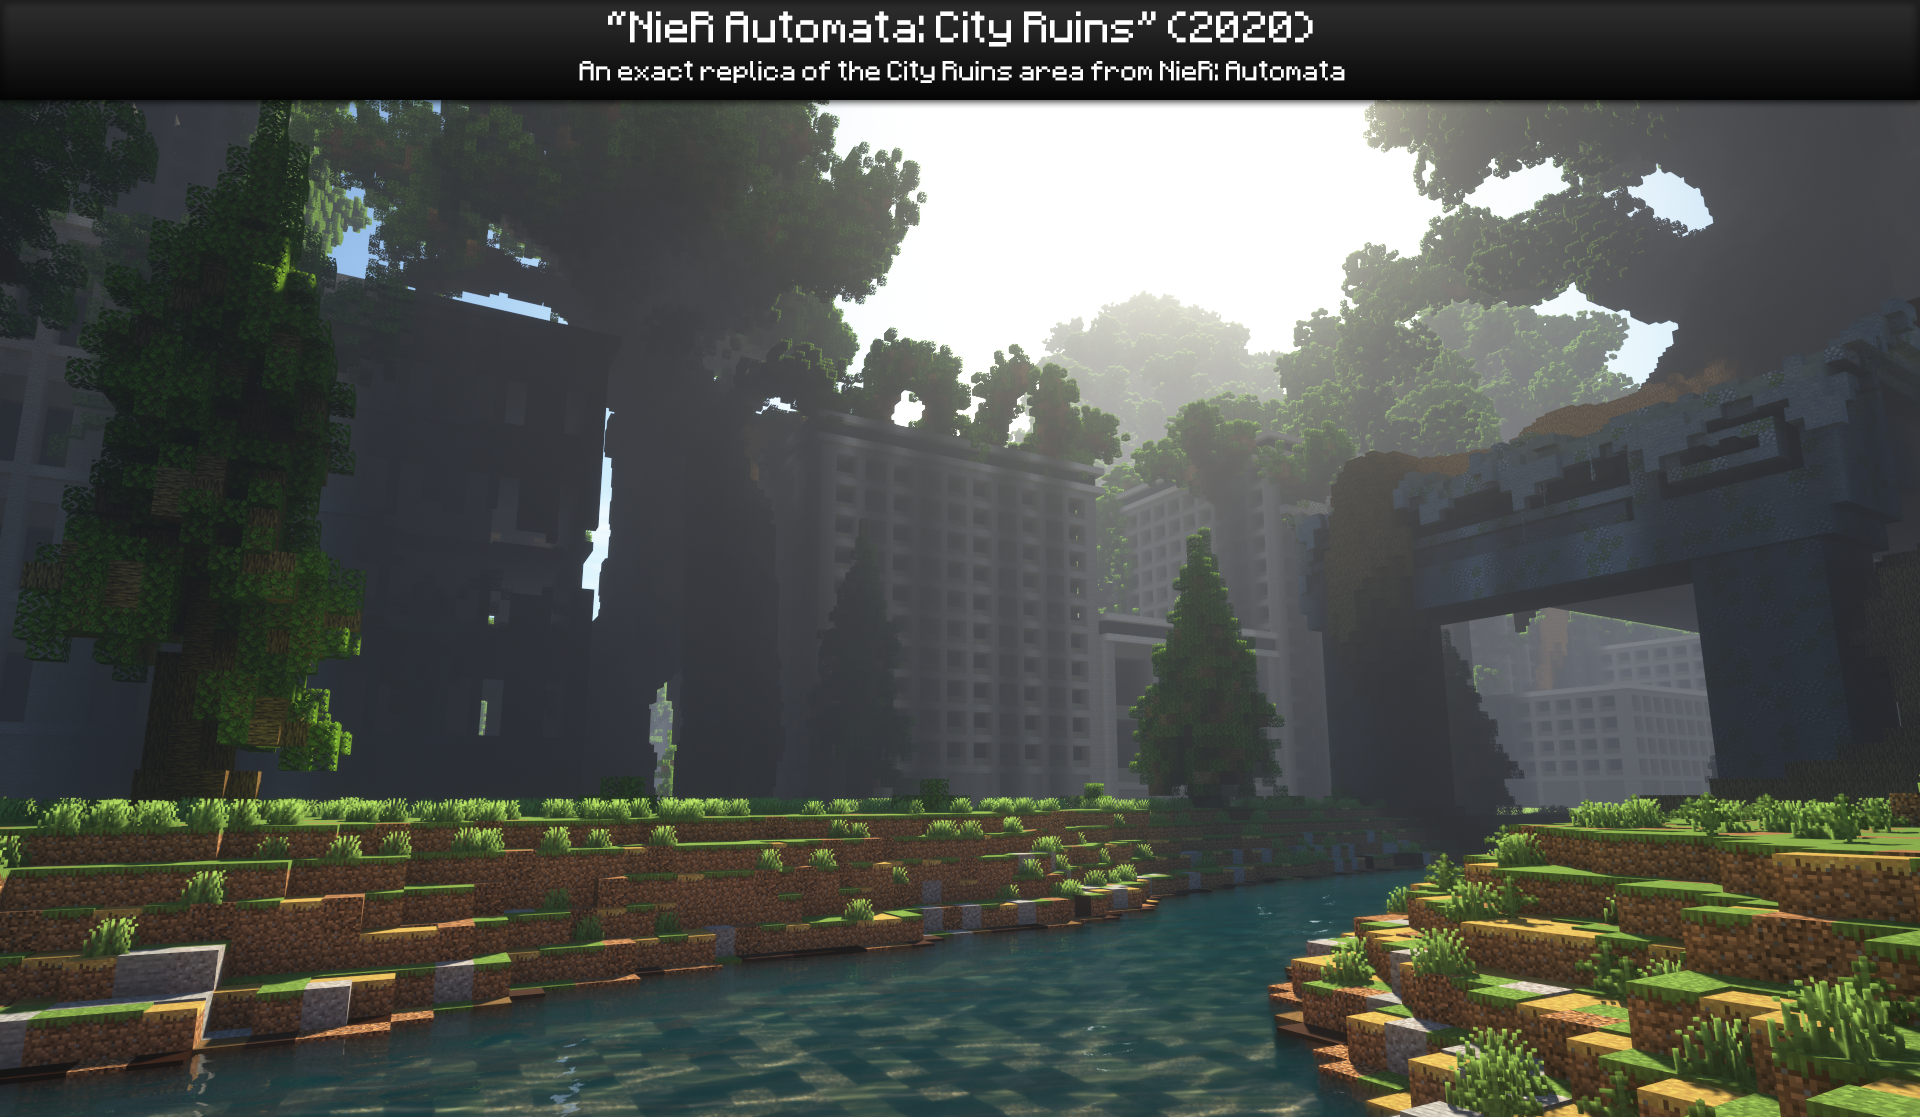 "NieR Automata: City Ruins" (2020)
An exact replica of the City Ruins area from NieR: Automata